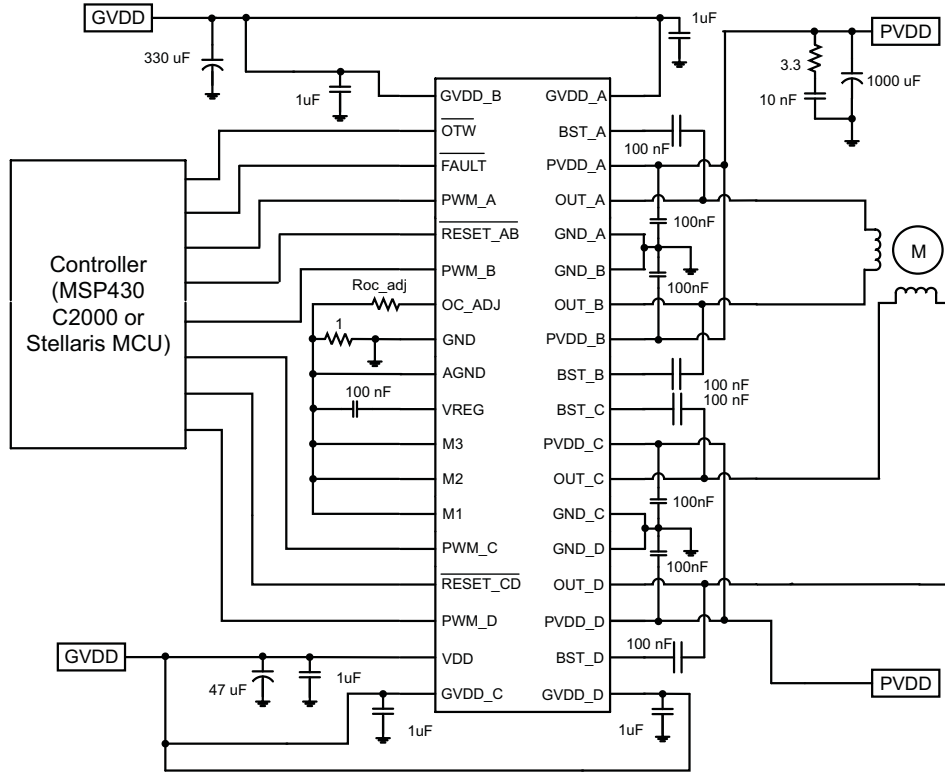 GVDD
330 uF
1uF
1uF
PVDD
3.3
10 nF
1000 uF
Controller
(MSP430
C2000 or
Stellaris MCU)
GVDD_B
OTW
FAULT
PWM_A
RESET_AB
PWM_B
OC_ADJ
GND
AGND
VREG
M3
M2
M1
PWM_C
RESET_CD
PWM_D
VDD
GVDD_C
Roc_adj
1
100 nF
GVDD_A
BST_A
PVDD_A
OUT_A
GND_A
GND_B
OUT_B
PVDD_B
BST_B
BST_C
PVDD_C
OUT_C
GND_C
GND_D
OUT_D
PVDD_D
BST_D
GVDD_D
100 nF
100nF
100nF
100 nF
100 nF
100nF
100nF
100 nF
M
GVDD
47 uF
1uF
1uF
1uF
PVDD